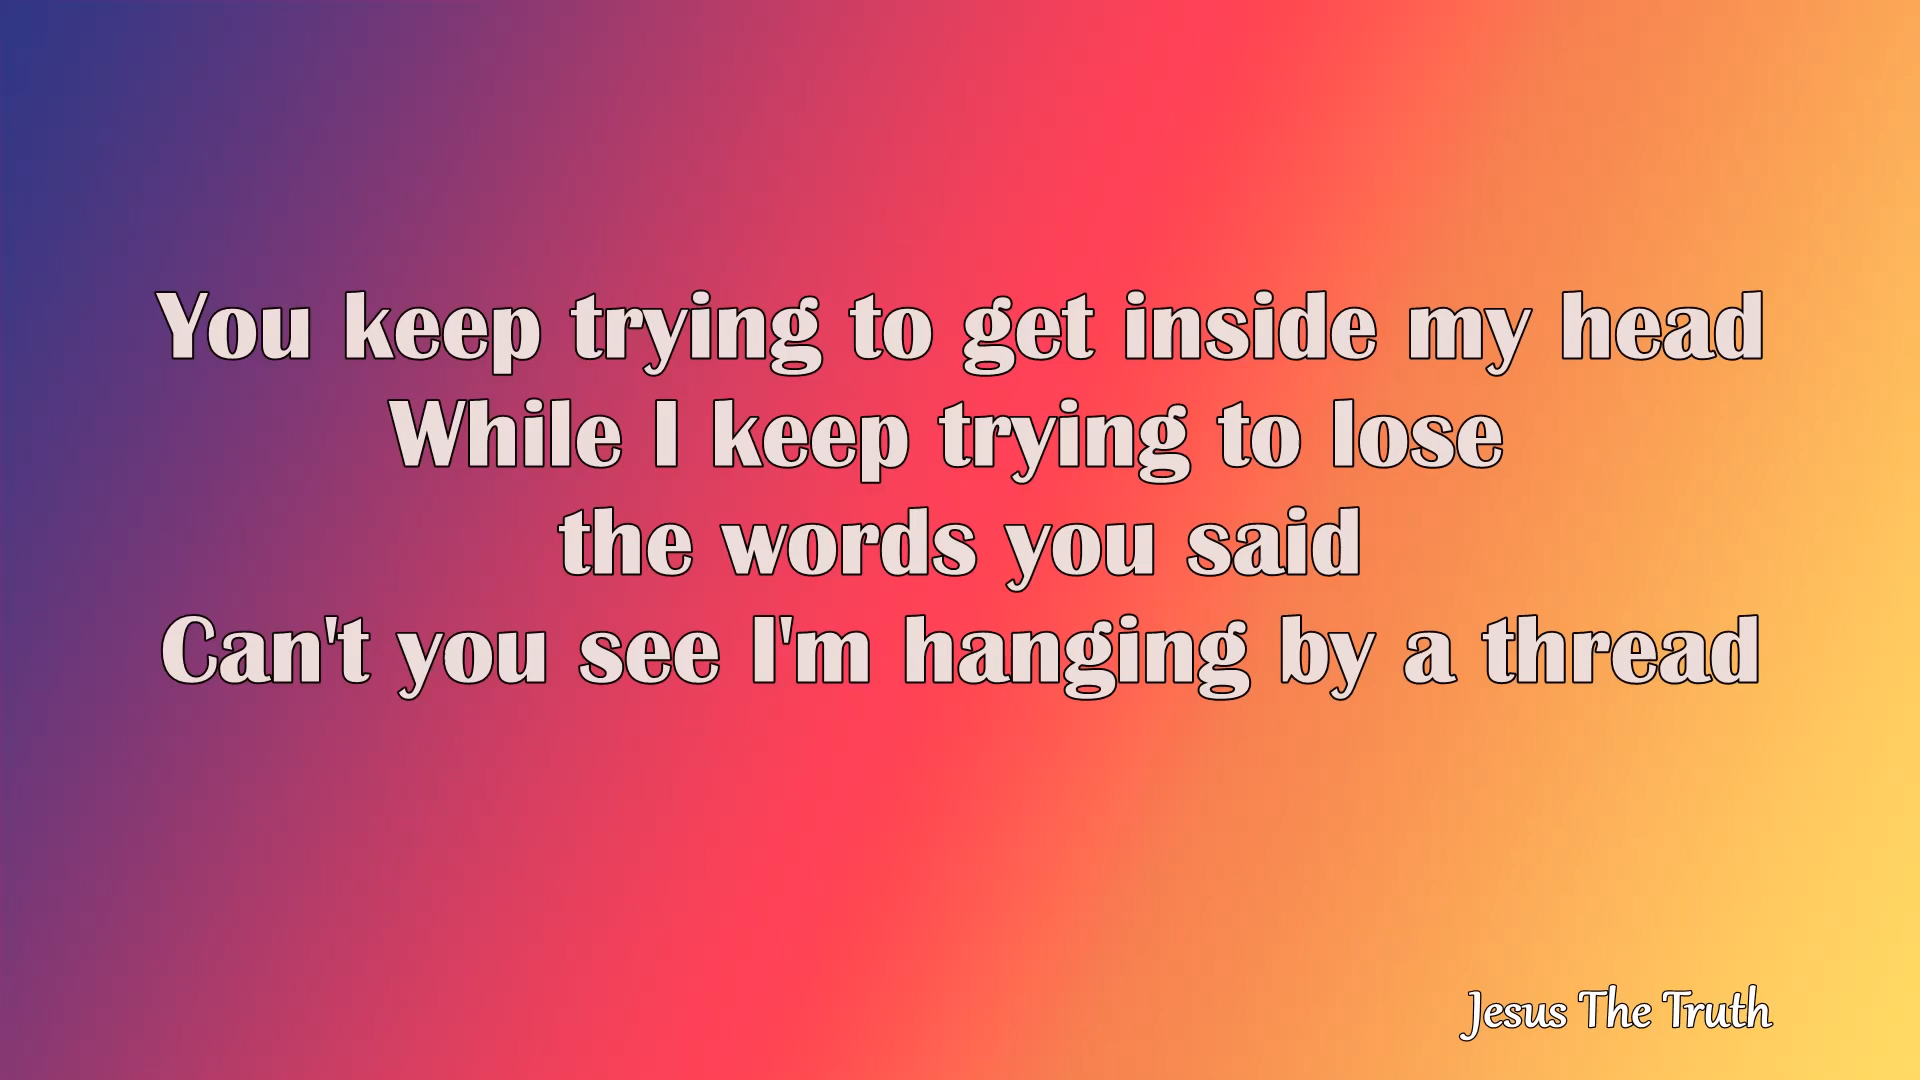 You keep trying to get inside my head
While I keep trying to lose
the words you said
Can't you see I'm hanging by a thread
Jesus The Truth